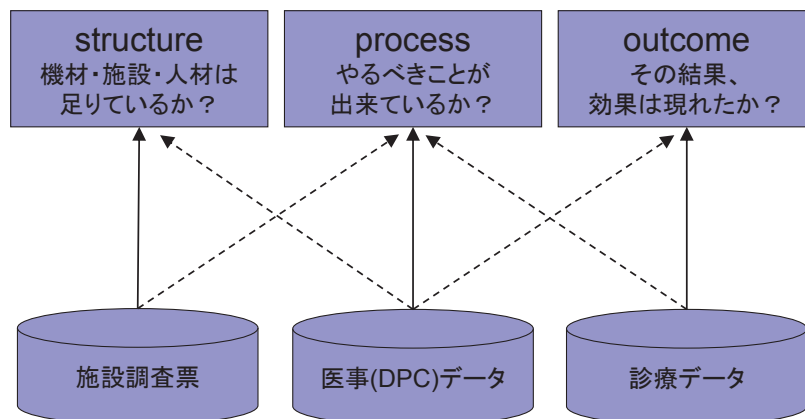 structure
機材・施設・人材は
足りているか？
process
やるべきことが
出来ているか？
outcome
その結果、
効果は現れたか？
施設調査票
医事(DPC)データ
診療データ